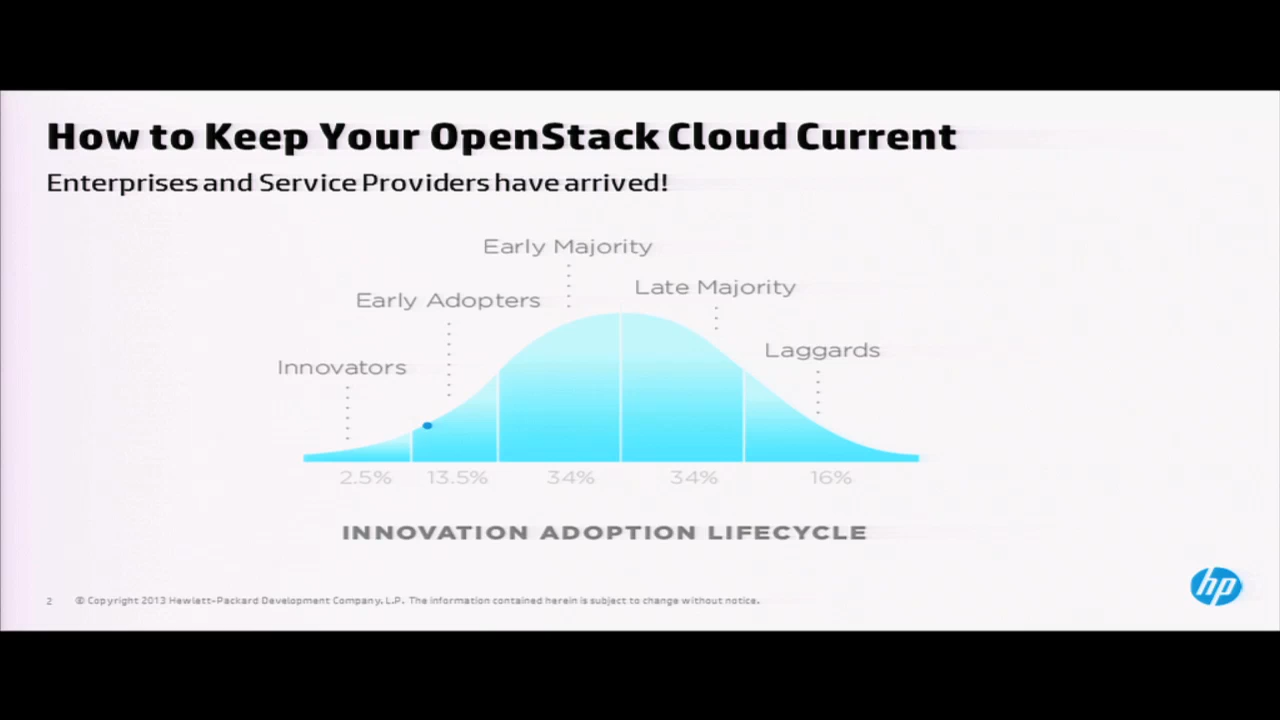 How to Keep Your OpenStack Cloud Current
Enterprises and Service Providers have arrived!
Early Majority
Late Majority
Early Adopters
Laggards
Innovators
2.5% 13.5% 34% 34% 16%
INNOVATION ADOPTION LIFECYCLE
2 © Copyright 2013 Hewlett-Packard Development Company, L.P. The information contained herein is subject to change without notice.
hp